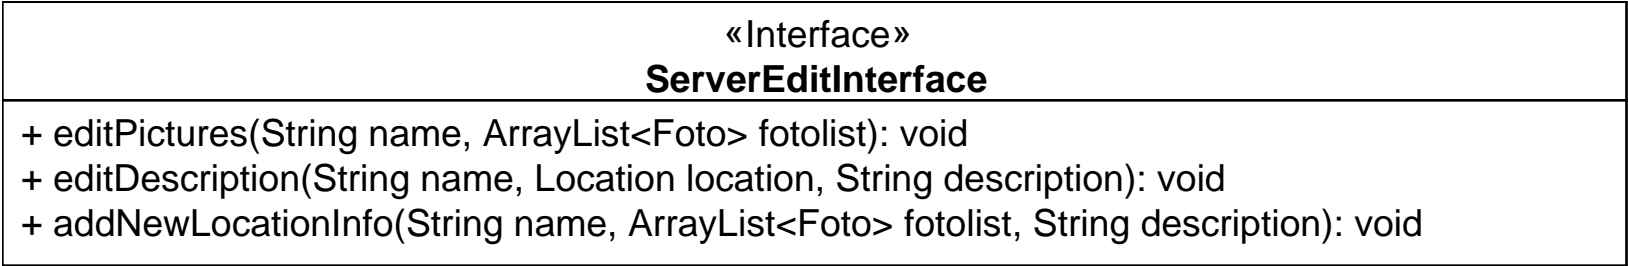 «Interface»
ServerEditInterface
+ editPictures(String name, ArrayList<Foto> fotolist): void
+ editDescription(String name, Location location, String description): void
+ addNewLocationInfo(String name, ArrayList<Foto> fotolist, String description): void